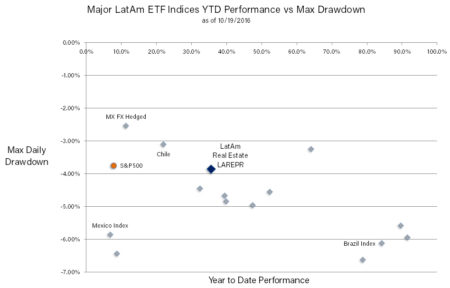 Major LatAm ETF Indices YTD Performance vs Max Drawdown
as of 10/19/2016
0.00%
0.0% 10.0% 20.0% 30.0% 40.0% 50.0% 60.0% 70.0% 80.0% 90.0% 100.0%
-1.00%
-2.00%
MX FX Hedged
-3.00%
Chile
LatAm
Real Estate
LAREPR
Max Daily
Drawdown
S&P500
-4.00%
-5.00%
Mexico Index
-6.00%
Brazil Index
-7.00%
Year to Date Performance